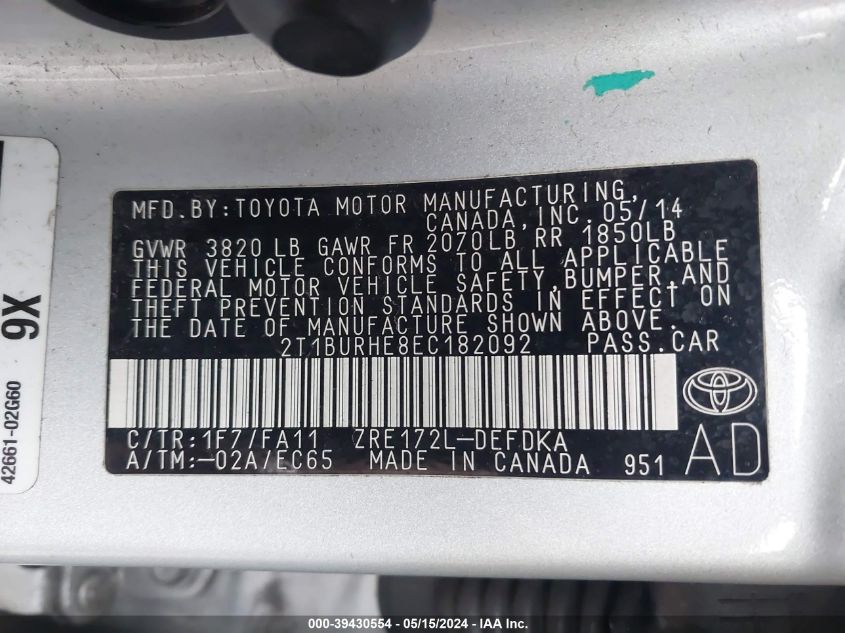 MFD.BY:TOYOTA MOTOR MANUFACTURING,
CANADA,INC. 05/14
GVWR 3820 LB GAWR FR 2070LB RR 1850LB
THIS VEHICLE CONFORMS TO ALL APPLICABLE
FEDERAL MOTOR VEHICLE SAFETY,BUMPER,AND
THEFT PREVENTION STANDARDS IN EFFECT ON
THE DATE OF MANUFACTURE SHOWN ABOVE.
2T1BURHE8EC182092 PASS.CAR
C/TR:1F7/FA11 ZRE172L-DEFDKA
A/TM:-02A/EC65 MADE IN CANADA 951
AD
9X
42661-02G60
000-39430554 - 05/15/2024 - IAA Inc.